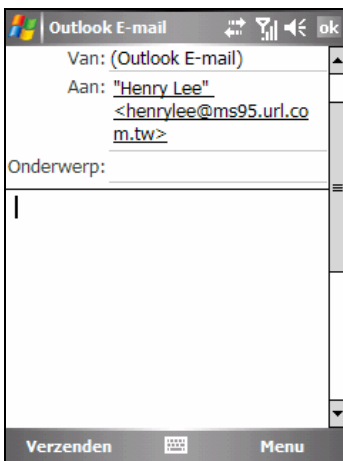 Outlook E-mail ok
Van: (Outlook E-mail)
Aan: "Henry Lee"
<henrylee@ms95.url.co
m.tw>
Onderwerp:
Verzenden Menu